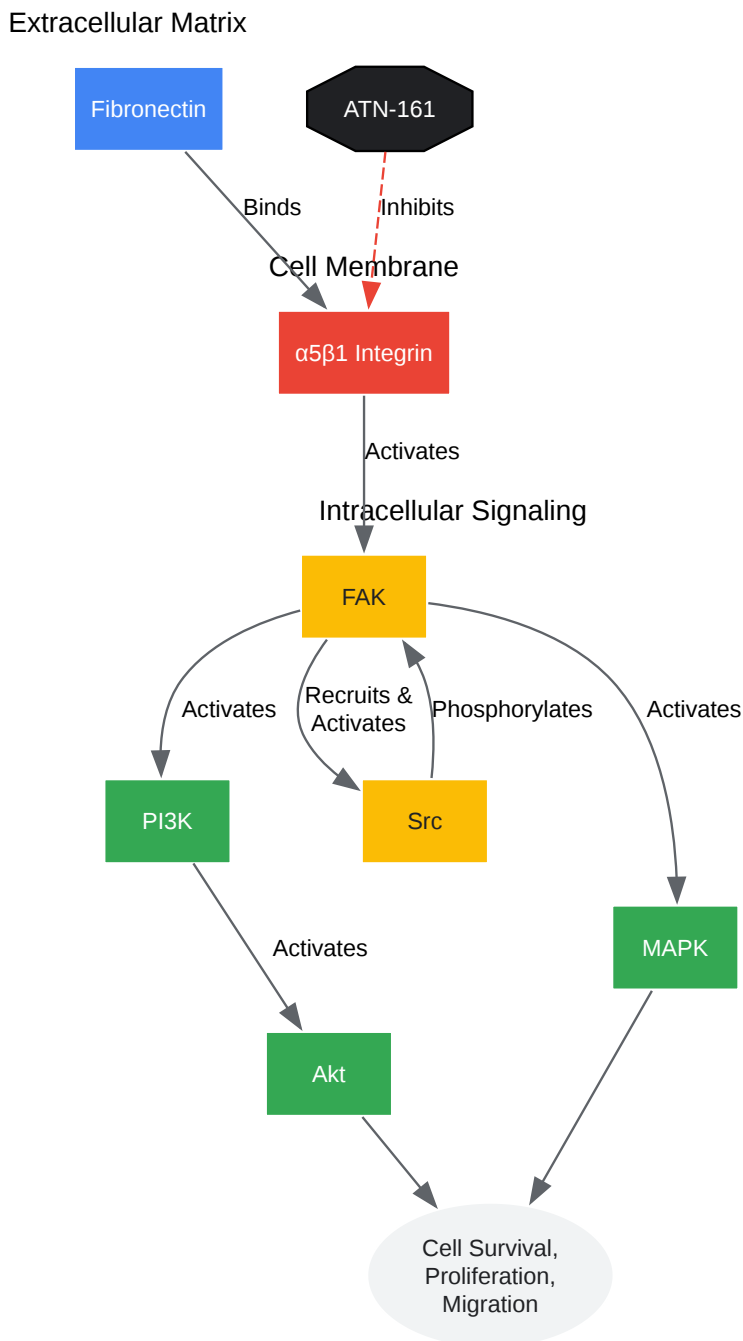 Extracellular Matrix
Fibronectin
ATN-161
Binds
Inhibits
Cell Membrane
α5β1 Integrin
Activates
Intracellular Signaling
FAK
Activates
Recruits &
Activates
Phosphorylates
Activates
PI3K
Src
Activates
MAPK
Akt
Cell Survival,
Proliferation,
Migration